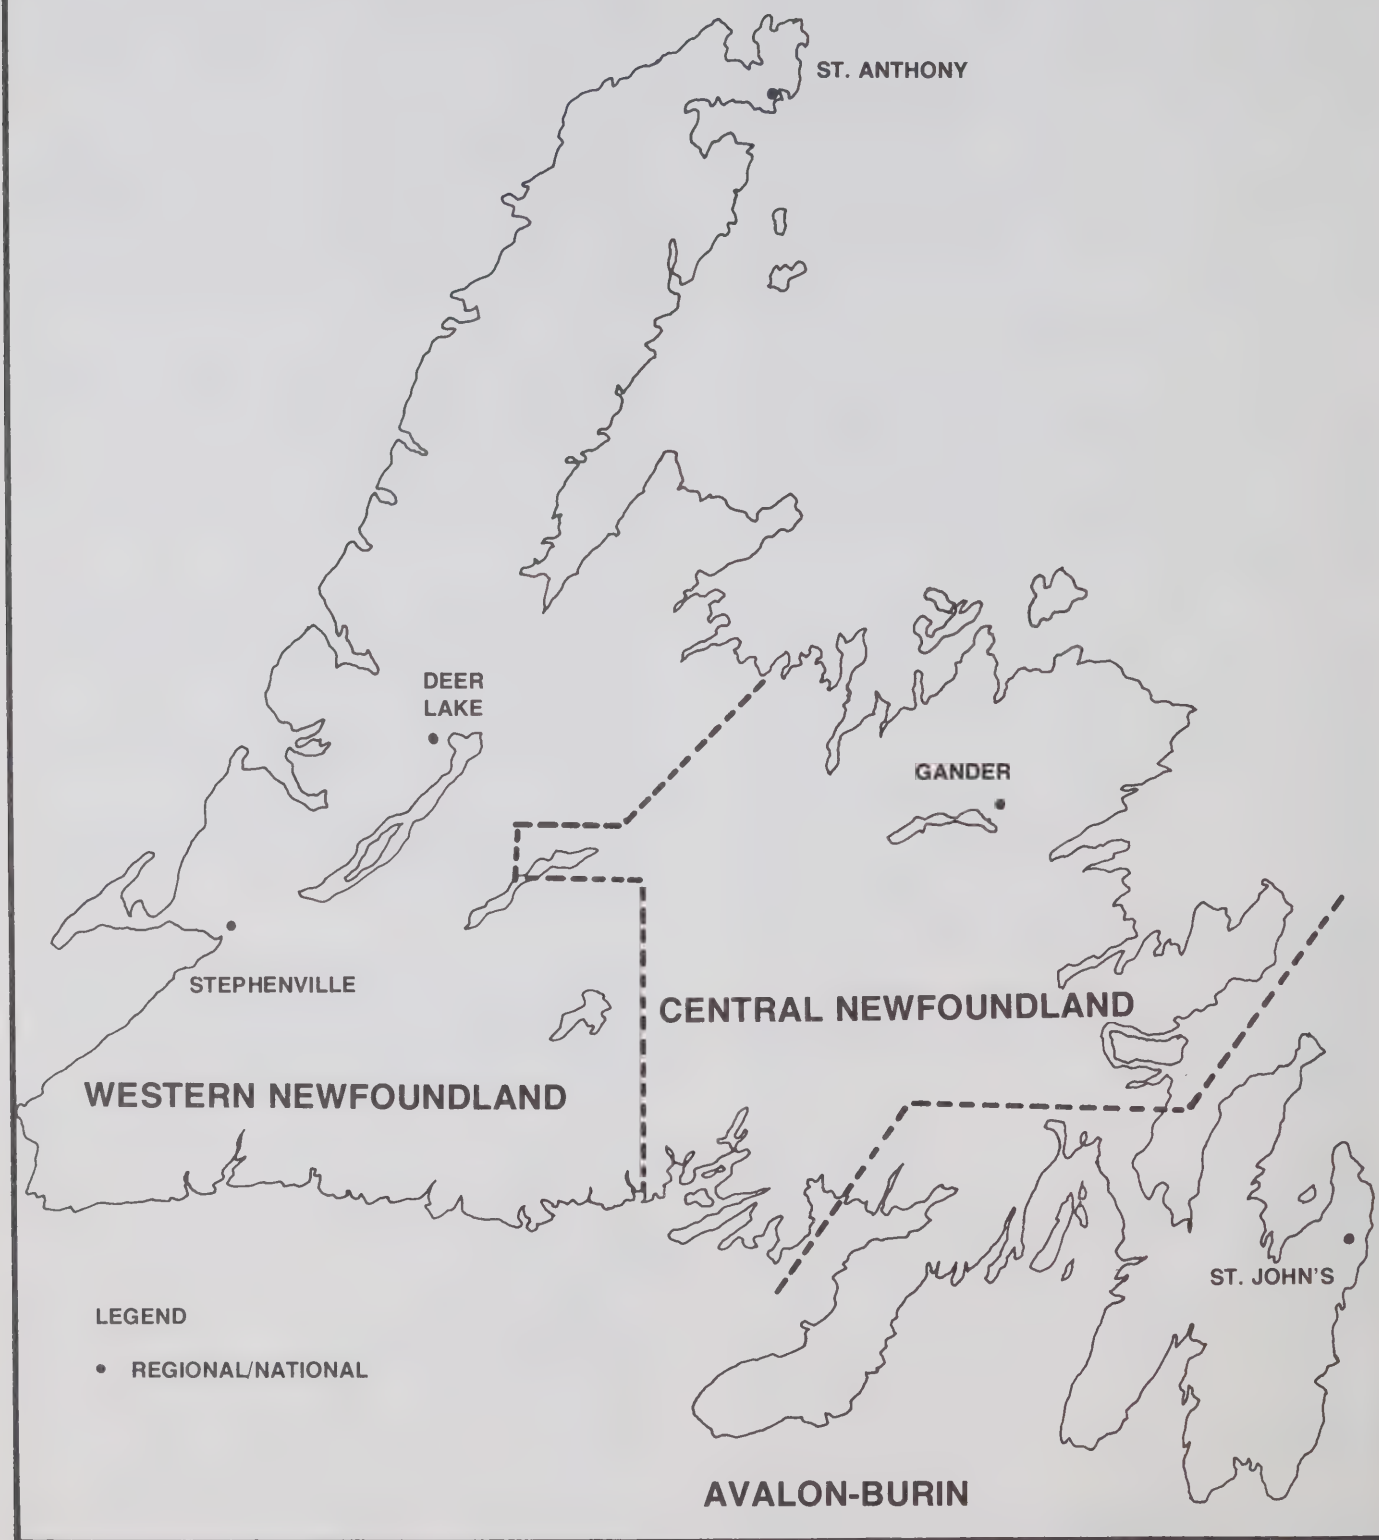 ST. ANTHONY
DEER
LAKE
GANDER
STEPHENVILLE
CENTRAL NEWFOUNDLAND
WESTERN NEWFOUNDLAND
ST. JOHN'S
LEGEND
• REGIONAL/NATIONAL
AVALON-BURIN